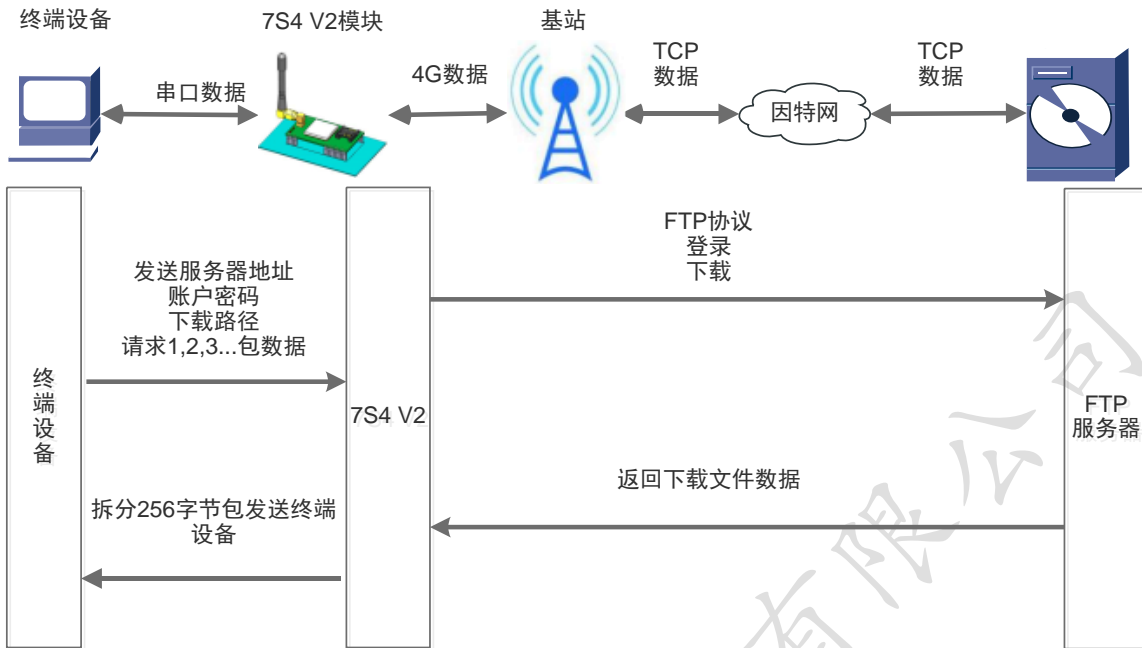 终端设备
7S4 V2模块
基站
串口数据
4G数据
TCP
数据
因特网
TCP
数据
FTP协议
登录
下载
发送服务器地址
账户密码
下载路径
请求1,2,3...包数据
终
端
设
备
7S4 V2
FTP
服务器
返回下载文件数据
拆分256字节包发送终端
设备
有限公司